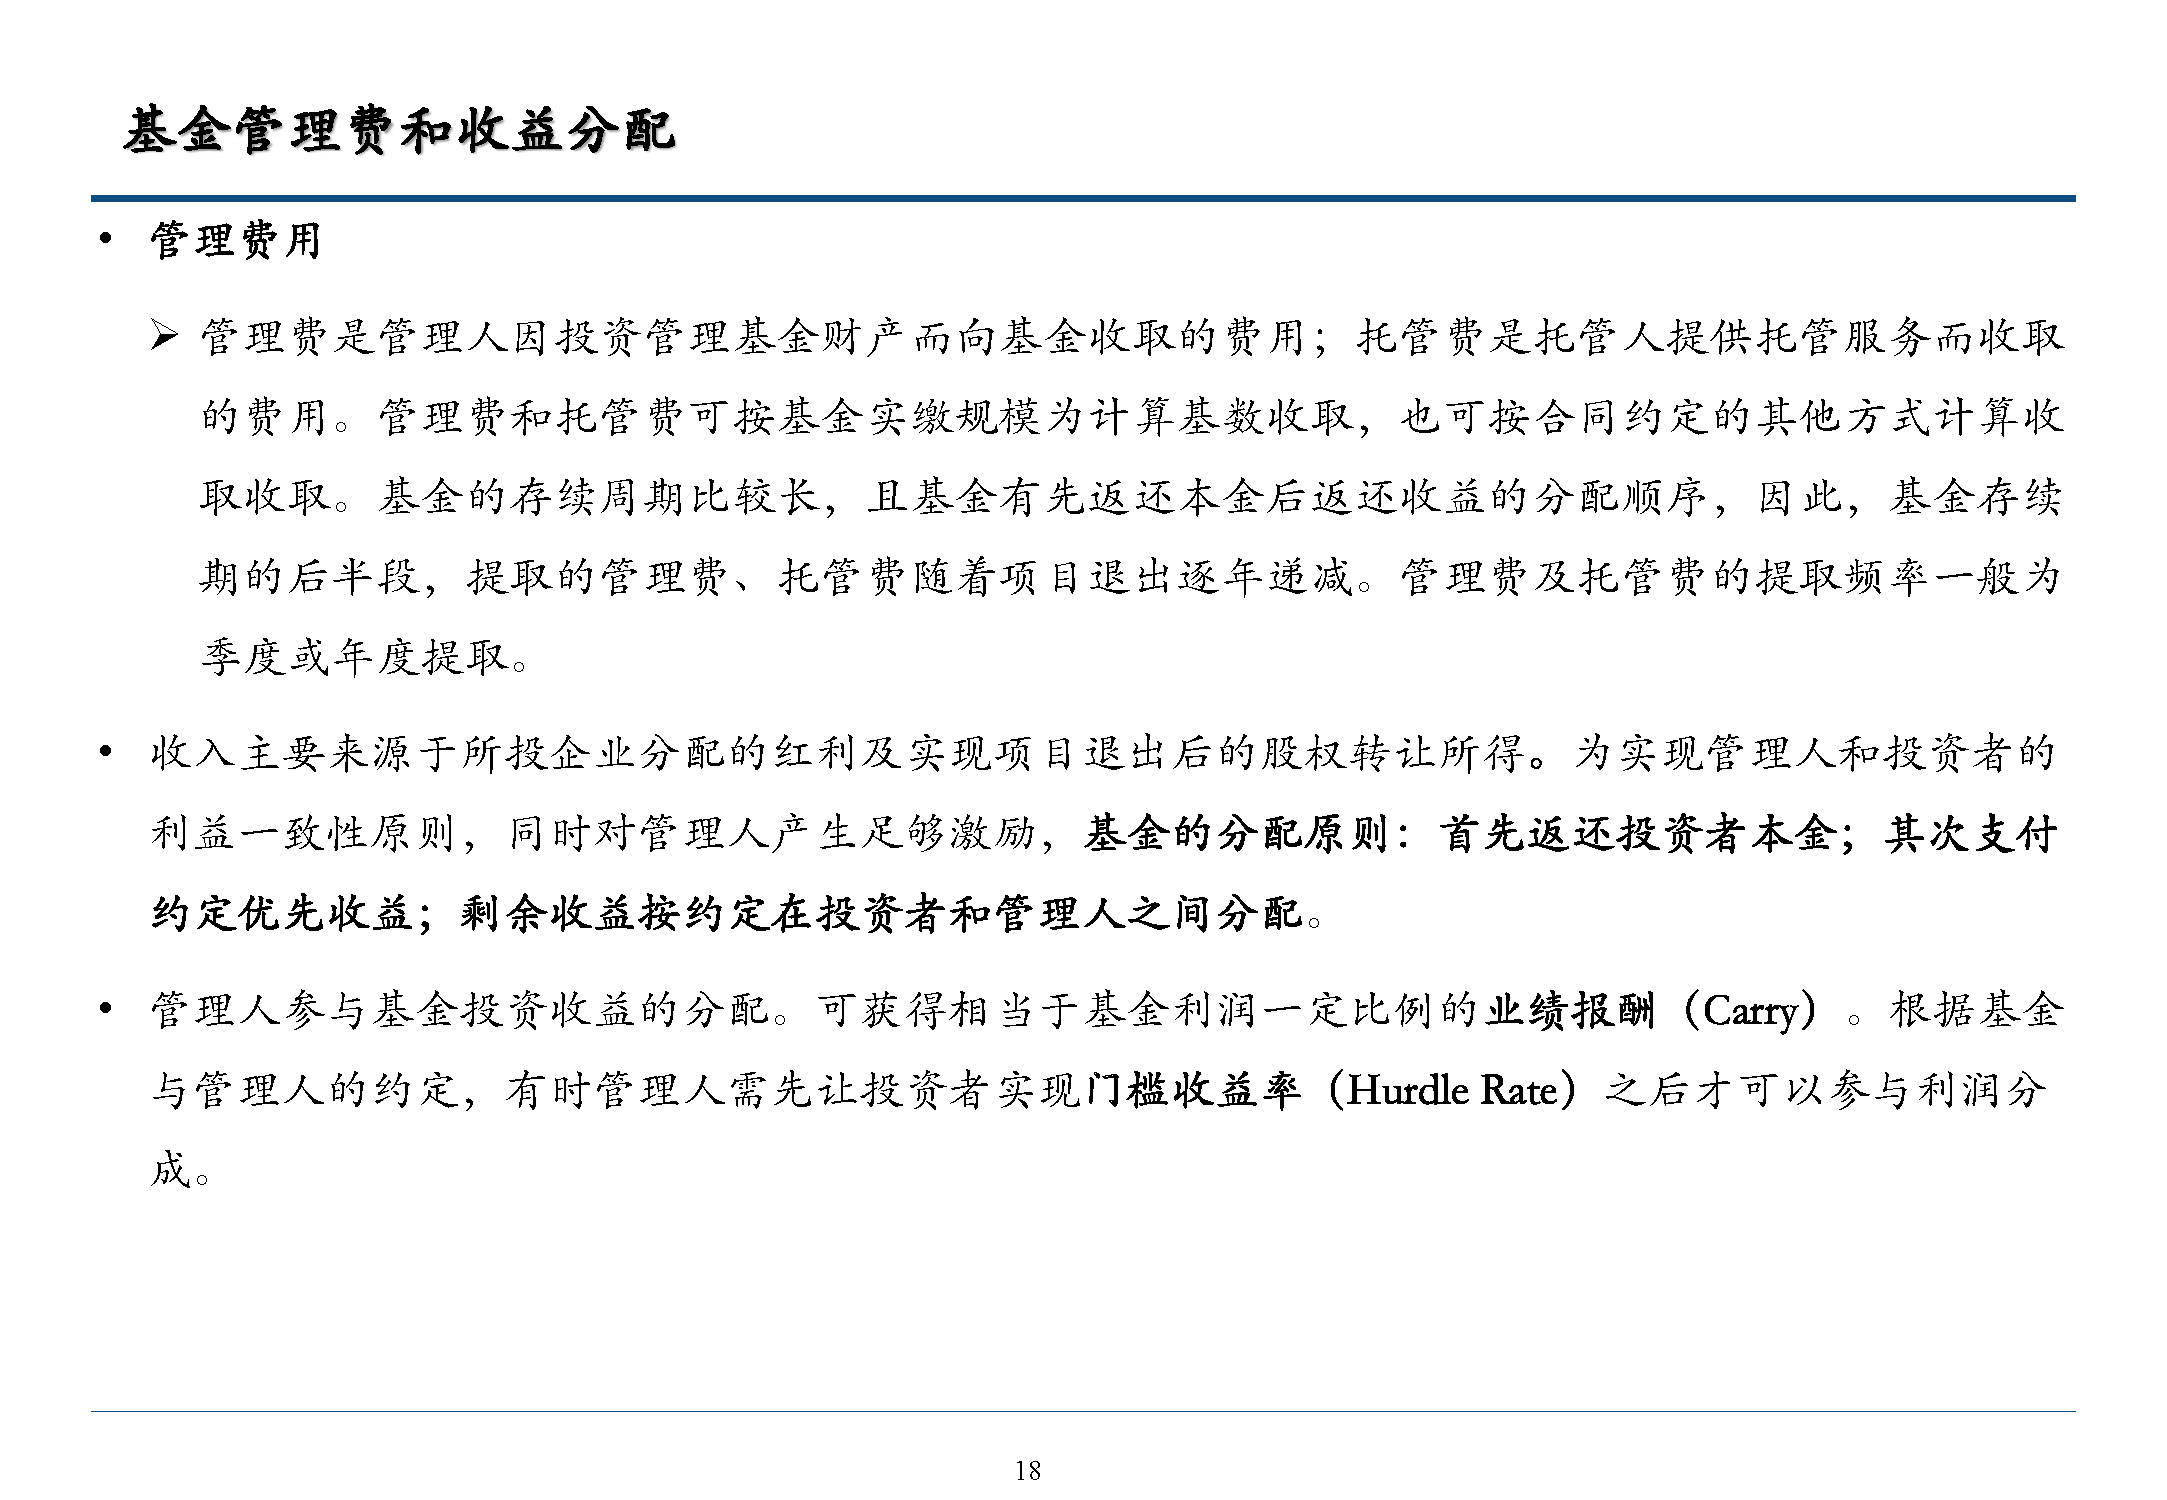 基金管理费和收益分配
• 管理费用
➢ 管理费是管理人因投资管理基金财产而向基金收取的费用；托管费是托管人提供托管服务而收取
的费用。管理费和托管费可按基金实缴规模为计算基数收取，也可按合同约定的其他方式计算收
取收取。基金的存续周期比较长，且基金有先返还本金后返还收益的分配顺序，因此，基金存续
期的后半段，提取的管理费、托管费随着项目退出逐年递减。管理费及托管费的提取频率一般为
季度或年度提取。
• 收入主要来源于所投企业分配的红利及实现项目退出后的股权转让所得。为实现管理人和投资者的
利益一致性原则，同时对管理人产生足够激励，基金的分配原则：首先返还投资者本金；其次支付
约定优先收益；剩余收益按约定在投资者和管理人之间分配。
• 管理人参与基金投资收益的分配。可获得相当于基金利润一定比例的业绩报酬（Carry）。根据基金
与管理人的约定，有时管理人需先让投资者实现门槛收益率（Hurdle Rate）之后才可以参与利润分
成。
18